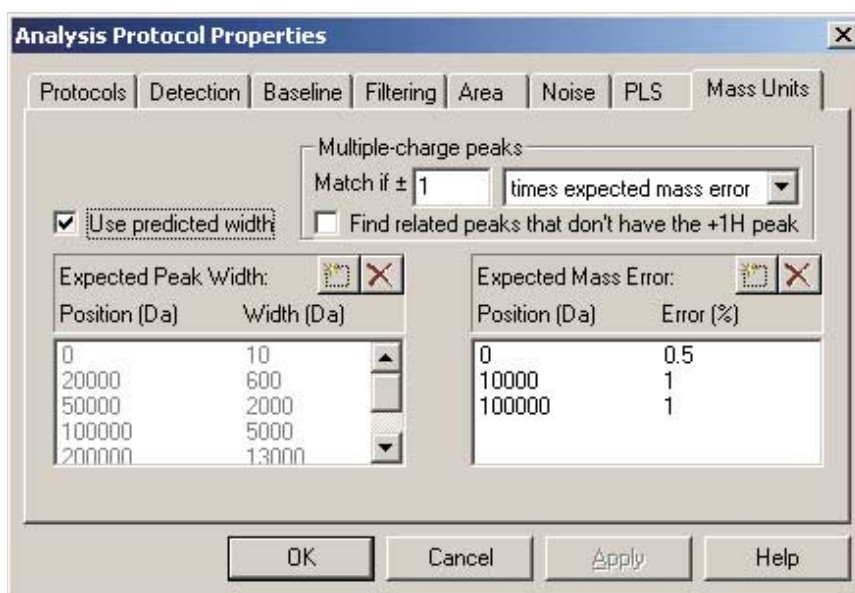 Analysis Protocol Properties
Protocols Detection Baseline Filtering Area Noise PLS Mass Units
Multiple-charge peaks
Match if ± 1 times expected mass error
Use predicted width Find related peaks that don't have the +1H peak
Expected Peak Width: Expected Mass Error:
Position (Da) Width (Da) Position (Da) Error (%)
0 10 0 0.5
20000 600 10000 1
50000 2000 100000 1
100000 5000
200000 13000
OK Cancel Apply Help